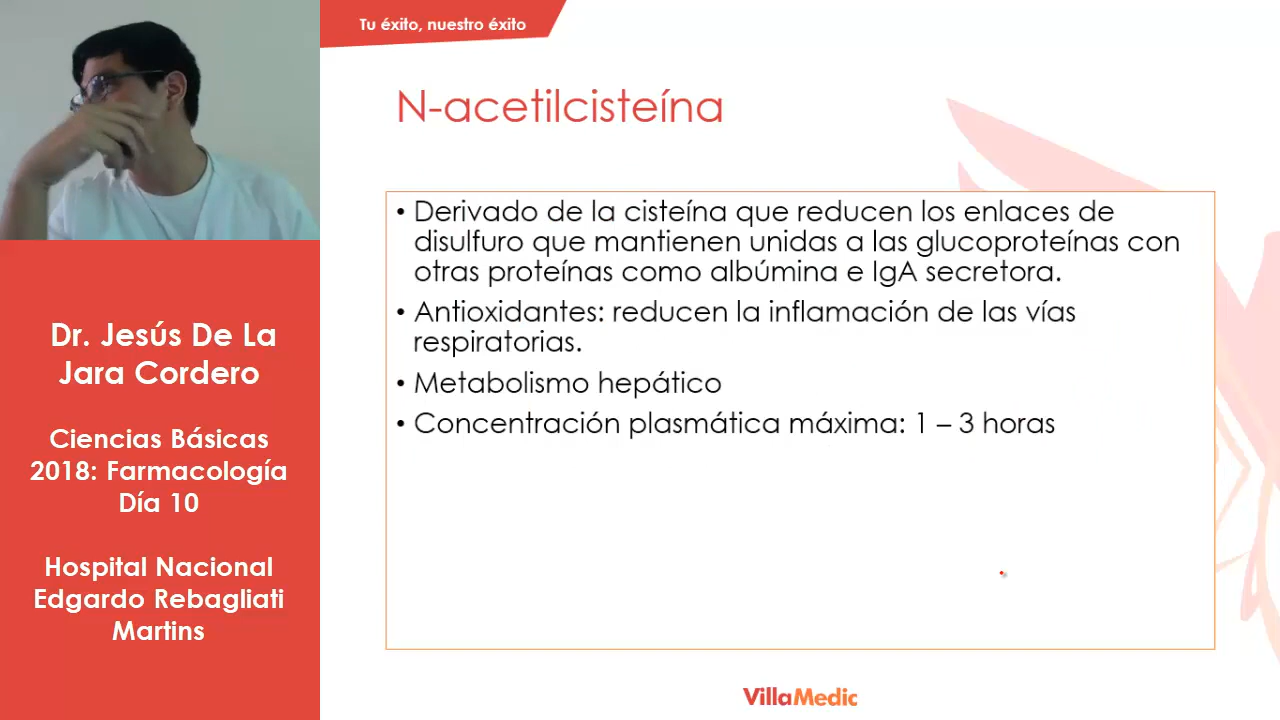 Tu éxito, nuestro éxito
N-acetilcisteína
• Derivado de la cisteína que reducen los enlaces de
disulfuro que mantienen unidas a las glucoproteínas con
otras proteínas como albúmina e IgA secretora.
• Antioxidantes: reducen la inflamación de las vías
respiratorias.
• Metabolismo hepático
• Concentración plasmática máxima: 1 – 3 horas
Dr. Jesús De La
Jara Cordero
Ciencias Básicas
2018: Farmacología
Día 10
Hospital Nacional
Edgardo Rebagliati
Martins
VillaMedic